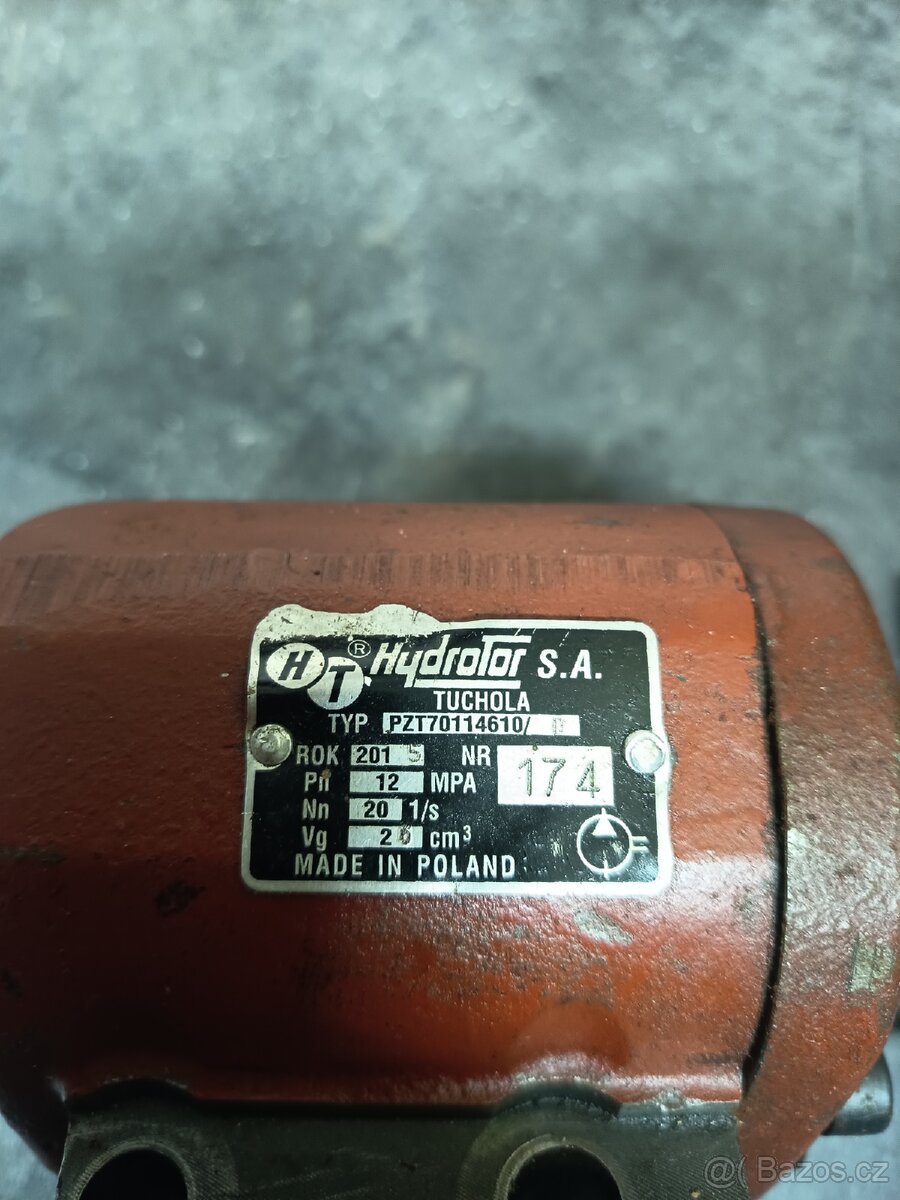 HT ® HydroTor S.A.
TUCHOLA
TYP PZT70114610/
ROK 2015 NR 174
Pn 12 MPA
Nn 20 1/s
Vg cm³
MADE IN POLAND
@( Bazos.cz